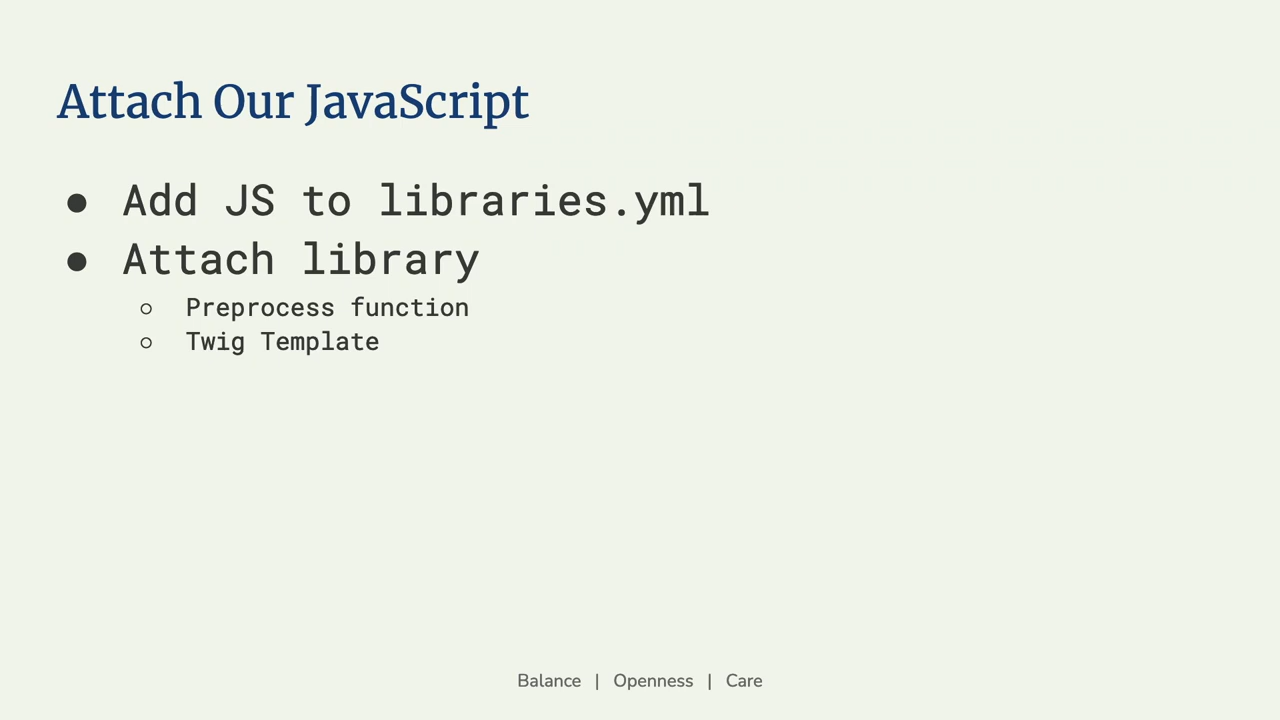 Attach Our JavaScript
● Add JS to libraries.yml
● Attach library
○ Preprocess function
○ Twig Template
Balance | Openness | Care